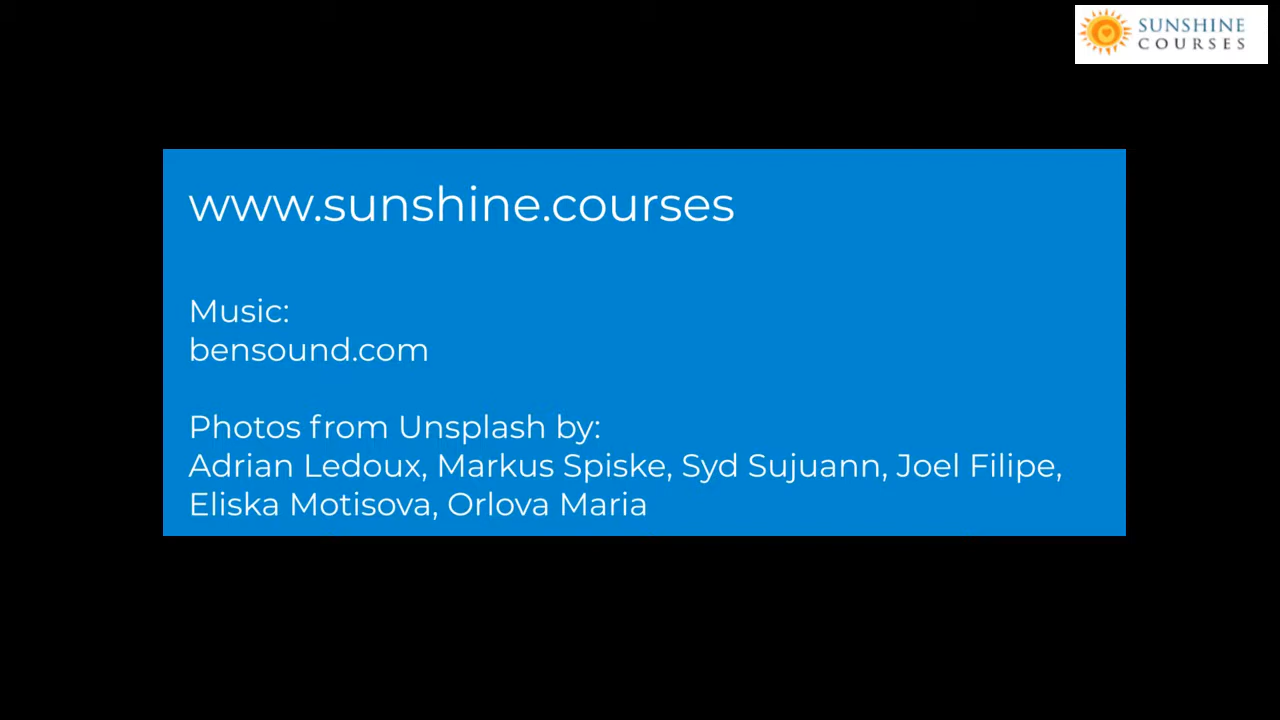 SUNSHINE
COURSES
www.sunshine.courses
Music:
bensound.com
Photos from Unsplash by:
Adrian Ledoux, Markus Spiske, Syd Sujuann, Joel Filipe,
Eliska Motisova, Orlova Maria